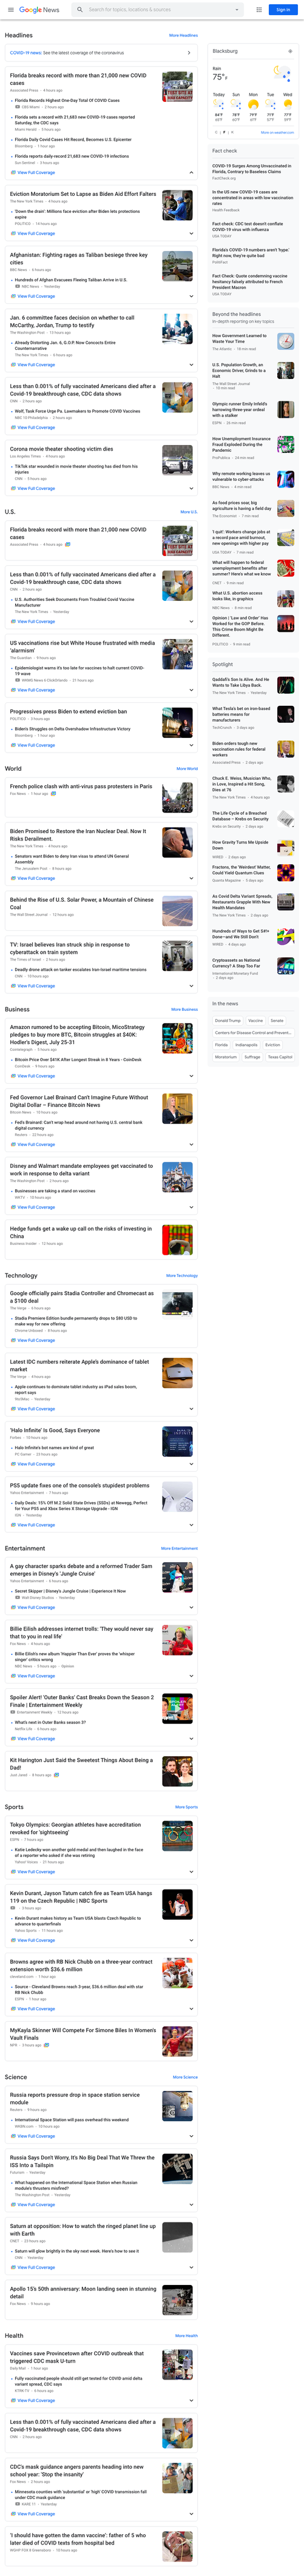 Google News
Search for topics, locations & sources
Sign in
Headlines
More Headlines
COVID-19 news: See the latest coverage of the coronavirus
Florida breaks record with more than 21,000 new COVID
cases
Associated Press • 4 hours ago
Florida Records Highest One-Day Total Of COVID Cases
CBS Miami • 2 hours ago
Florida sets a record with 21,683 new COVID-19 cases reported
Saturday, the CDC says
Miami Herald • 5 hours ago
Florida Daily Covid Cases Hit Record, Becomes U.S. Epicenter
Bloomberg • 1 hour ago
Florida reports daily-record 21,683 new COVID-19 infections
Sun Sentinel • 3 hours ago
View Full Coverage
Eviction Moratorium Set to Lapse as Biden Aid Effort Falters
The New York Times • 4 hours ago
'Down the drain': Millions face eviction after Biden lets protections
expire
POLITICO • 14 hours ago
View Full Coverage
Afghanistan: Fighting rages as Taliban besiege three key
cities
BBC News • 6 hours ago
Hundreds of Afghan Evacuees Fleeing Taliban Arrive in U.S.
NBC News • Yesterday
View Full Coverage
Jan. 6 committee faces decision on whether to call
McCarthy, Jordan, Trump to testify
The Washington Post • 13 hours ago
Already Distorting Jan. 6, G.O.P. Now Concocts Entire
Counternarrative
The New York Times • 6 hours ago
View Full Coverage
Less than 0.001% of fully vaccinated Americans died after a
Covid-19 breakthrough case, CDC data shows
CNN • 2 hours ago
Wolf, Task Force Urge Pa. Lawmakers to Promote COVID Vaccines
NBC 10 Philadelphia • 2 hours ago
View Full Coverage
Corona movie theater shooting victim dies
Los Angeles Times • 4 hours ago
TikTok star wounded in movie theater shooting has died from his
injuries
CNN • 9 hours ago
View Full Coverage
U.S.
More U.S.
Florida breaks record with more than 21,000 new COVID
cases
Associated Press • 4 hours ago
Less than 0.001% of fully vaccinated Americans died after a
Covid-19 breakthrough case, CDC data shows
CNN • 2 hours ago
U.S. Authorities Seek Documents From Troubled Covid Vaccine
Manufacturer
The New York Times • Yesterday
View Full Coverage
US vaccinations rise but White House frustrated with media
'alarmism'
The Guardian • 9 hours ago
Epidemiologist warns it's too late for vaccines to halt current COVID-
19 wave
21 hours ago
View Full Coverage
Progressives press Biden to extend eviction ban
POLITICO • 3 hours ago
Biden's Struggles on Delta Overshadow Infrastructure Victory
Bloomberg • 1 hour ago
View Full Coverage
World
More World
French police clash with anti-virus pass protesters in Paris
Fox News • 1 hour ago
Biden Promised to Restore the Iran Nuclear Deal. Now It
Risks Derailment.
The New York Times • 4 hours ago
Senators want Biden to deny Iran visas to attend UN General
Assembly
The Jerusalem Post • 8 hours ago
View Full Coverage
Behind the Rise of U.S. Solar Power, a Mountain of Chinese
Coal
The Wall Street Journal • 12 hours ago
TV: Israel believes Iran struck ship in response to
cyberattack on train system
The Times of Israel • 2 hours ago
Deadly drone attack on tanker escalates Iran-Israel maritime tensions
CNN • 10 hours ago
View Full Coverage
Business
More Business
Amazon rumored to be accepting Bitcoin, MicroStrategy
pledges to buy more BTC, Bitcoin struggles at $40K:
Hodler's Digest, July 25-31
Cointelegraph • 5 hours ago
Bitcoin Price Over $41K After Longest Streak in 8 Years - CoinDesk
CoinDesk • 9 hours ago
View Full Coverage
Fed Governor Lael Brainard Can't Imagine Future Without
Digital Dollar – Finance Bitcoin News
Bitcoin News • 10 hours ago
Fed's Brainard: Can't wrap head around not having U.S. central bank
digital currency
Reuters • 23 hours ago
View Full Coverage
Disney and Walmart mandate employees get vaccinated to
work in response to delta variant
The Washington Post • 3 hours ago
Businesses are taking a stand on vaccines
WRTV • 19 hours ago
View Full Coverage
Hedge funds get a wake up call on the risks of investing in
China
Business Insider • 12 hours ago
Technology
More Technology
Google officially pairs Stadia Controller and Chromecast as
a $100 deal
The Verge • 6 hours ago
Stadia Premiere Edition bundle permanently drops to $80 USD to
make way for new offering
Chrome Unboxed • 8 hours ago
View Full Coverage
Latest IDC numbers reiterate Apple's dominance of tablet
market
The Verge • 4 hours ago
Apple continues to dominate tablet industry as iPad sales boom,
report says
9to5Mac • Yesterday
View Full Coverage
'Halo Infinite' Is Good, Says Everyone
Forbes • 10 hours ago
Halo Infinite's bot names are kind of great
PC Gamer • 23 hours ago
View Full Coverage
PS5 update fixes one of the console's stupidest problems
Yahoo Entertainment • 7 hours ago
Daily Deals: 15% Off M.2 Solid State Drives (SSDs) at Newegg, Perfect
for Your PS5 and Xbox Series X Storage Upgrade - IGN
IGN • Yesterday
View Full Coverage
Entertainment
More Entertainment
A gay character sparks debate and a reformed Trader Sam
emerges in Disney's 'Jungle Cruise'
Yahoo Entertainment • 6 hours ago
Secret Skipper | Disney's Jungle Cruise | Experience It Now
Walt Disney Studios • Yesterday
View Full Coverage
Billie Eilish addresses internet trolls: 'They would never say
that to you in real life'
Fox News • 4 hours ago
Billie Eilish's new album 'Happier Than Ever' proves the 'whisper
singer' critics wrong
NBC News • 5 hours ago • Opinion
View Full Coverage
Spoiler Alert! 'Outer Banks' Cast Breaks Down the Season 2
Finale | Entertainment Weekly
Entertainment Weekly • 12 hours ago
What's next in Outer Banks season 3?
Netflix Life • 6 hours ago
View Full Coverage
Kit Harington Just Said the Sweetest Things About Being a
Dad!
Just Jared • 8 hours ago
Sports
More Sports
Tokyo Olympics: Georgian athletes have accreditation
revoked for 'sightseeing'
ESPN • 7 hours ago
Katie Ledecky won another gold medal and then laughed in the face
of a reporter who asked if she was retiring
Yahoo! Voices • 21 hours ago
View Full Coverage
Kevin Durant, Jayson Tatum catch fire as Team USA hangs
119 on the Czech Republic | NBC Sports
3 hours ago
Kevin Durant makes history as Team USA blasts Czech Republic to
advance to quarterfinals
Yahoo Sports • 11 hours ago
View Full Coverage
Browns agree with RB Nick Chubb on a three-year contract
extension worth $36.6 million
cleveland.com • 1 hour ago
Source - Cleveland Browns reach 3-year, $36.6 million deal with star
RB Nick Chubb
ESPN • 1 hour ago
View Full Coverage
MyKayla Skinner Will Compete For Simone Biles In Women's
Vault Finals
NPR • 3 hours ago
Science
More Science
Russia reports pressure drop in space station service
module
Reuters • 9 hours ago
International Space Station will pass overhead this weekend
10 hours ago
View Full Coverage
Russia Says Don't Worry, It's No Big Deal That We Threw the
ISS Into a Tailspin
Futurism • Yesterday
What happened on the International Space Station when Russian
module's thrusters misfired?
The Washington Post • Yesterday
View Full Coverage
Saturn at opposition: How to watch the ringed planet line up
with Earth
CNET • 23 hours ago
Saturn will glow brightly in the sky next week. Here's how to see it
CNN • Yesterday
View Full Coverage
Apollo 15's 50th anniversary: Moon landing seen in stunning
detail
Fox News • 9 hours ago
Health
More Health
Vaccines save Provincetown after COVID outbreak that
triggered CDC mask U-turn
Daily Mail • 1 hour ago
Fully vaccinated people should still get tested for COVID amid delta
variant spread, CDC says
KTRK-TV • 4 hours ago
View Full Coverage
Less than 0.001% of fully vaccinated Americans died after a
Covid-19 breakthrough case, CDC data shows
CNN • 2 hours ago
CDC's mask guidance angers parents heading into new
school year: 'Stop the insanity'
Fox News • 2 hours ago
Minnesota counties with 'substantial' or 'high' COVID transmission fall
under CDC mask guidance
KARE 11 • Yesterday
View Full Coverage
'I should have gotten the damn vaccine': father of 5 who
later died of COVID texts from hospital bed
WGHP FOX 8 Greensboro • 10 hours ago
Blacksburg
Rain
75°F
Today Sun Mon Tue Wed
More on weather.com
Fact check
COVID-19 Surges Among Unvaccinated in
Florida, Contrary to Baseless Claims
FactCheck.org
In the US new COVID-19 cases are
concentrated in areas with low vaccination
rates
Health Feedback
Fact check: CDC test doesn't conflate
COVID-19 virus with influenza
USA TODAY
Florida's COVID-19 numbers aren't 'hype'.
Right now, they're quite bad
PolitiFact
Fact Check: Quote condemning vaccine
hesitancy falsely attributed to French
President Macron
USA TODAY
Beyond the headlines
In-depth reporting on key topics
How Government Learned to
Waste Your Time
The Atlantic • 18 min read
U.S. Population Growth, an
Economic Driver, Grinds to a
Halt
The Wall Street Journal
• 10 min read
Olympic runner Emily Infeld's
harrowing three-year ordeal
with a stalker
ESPN • 26 min read
How Unemployment Insurance
Fraud Exploded During the
Pandemic
ProPublica • 24 min read
Why remote working leaves us
vulnerable to cyber-attacks
BBC News • 4 min read
As food prices soar, big
agriculture is having a field day
The Economist • 7 min read
'I quit': Workers change jobs at
a record pace amid burnout,
new openings with higher pay
USA TODAY • 7 min read
What will happen to federal
unemployment benefits after
summer? Here's what we know
CNET • 9 min read
What U.S. abortion access
looks like, in graphics
NBC News • 8 min read
Opinion | 'Law and Order' Has
Worked for the GOP Before.
This Crime Boom Might Be
Different.
POLITICO • 9 min read
Spotlight
Qaddafi's Son Is Alive. And He
Wants to Take Libya Back.
The New York Times • Yesterday
What Tesla's bet on iron-based
batteries means for
manufacturers
TechCrunch • 3 days ago
Biden orders tough new
vaccination rules for federal
workers
Associated Press • 2 days ago
Chuck E. Weiss, Musician Who,
in Love, Inspired a Hit Song,
Dies at 76
The New York Times • 9 hours ago
The Life Cycle of a Breached
Database – Krebs on Security
Krebs on Security • 2 days ago
How Gravity Turns Me Upside
Down
WIRED • 2 days ago
Fractons, the 'Weirdest' Matter,
Could Yield Quantum Clues
Quanta Magazine • 5 days ago
As Covid Delta Variant Spreads,
Restaurants Grapple With New
Health Mandates
The New York Times • 2 days ago
Hundreds of Ways to Get S#!+
Done—and We Still Don't
WIRED • 4 days ago
Cryptoassets as National
Currency? A Step Too Far
International Monetary Fund
• 2 days ago
In the news
Donald Trump
Vaccine
Senate
Centers for Disease Control and Preventi...
Florida
Indianapolis
Eviction
Moratorium
Suffrage
Texas Capitol